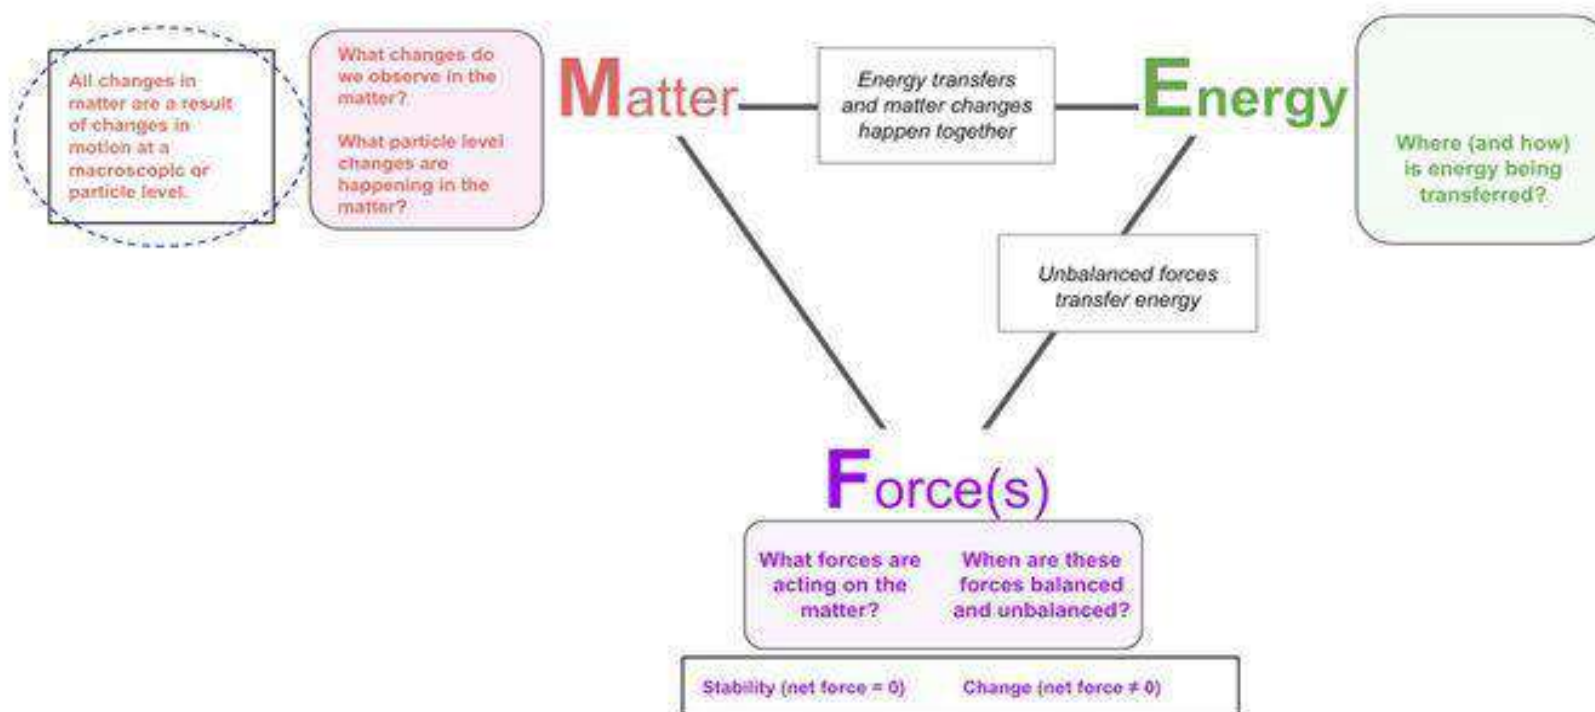 All changes in
matter are a result
of changes in
motion at a
macroscopic or
particle level.
What changes do
we observe in the
matter?
What particle level
changes are
happening in the
matter?
Matter
Energy transfers
and matter changes
happen together
Energy
Where (and how)
is energy being
transferred?
Unbalanced forces
transfer energy
Force(s)
What forces are
acting on the
matter?
When are these
forces balanced
and unbalanced?
Stability (net force = 0)
Change (net force ≠ 0)